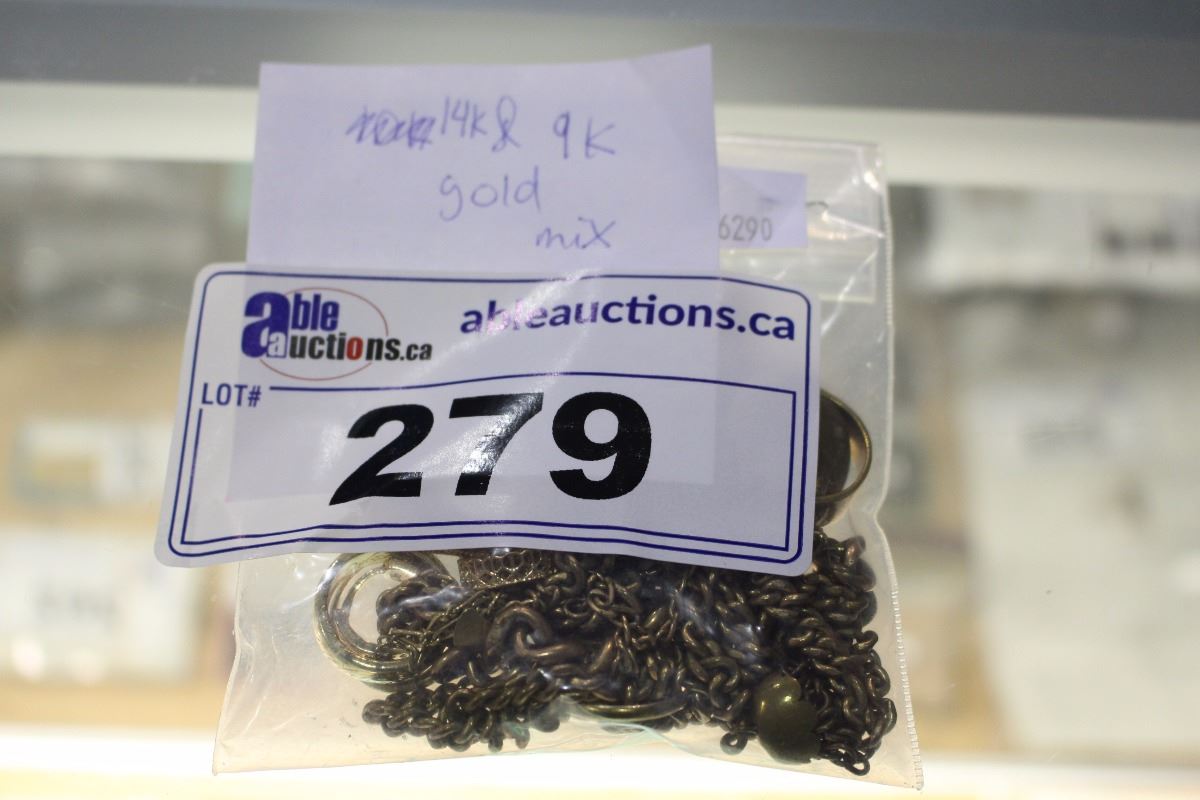 14k & 9K
gold
mix
6290
able
auctions.ca
ableauctions.ca
LOT#
279